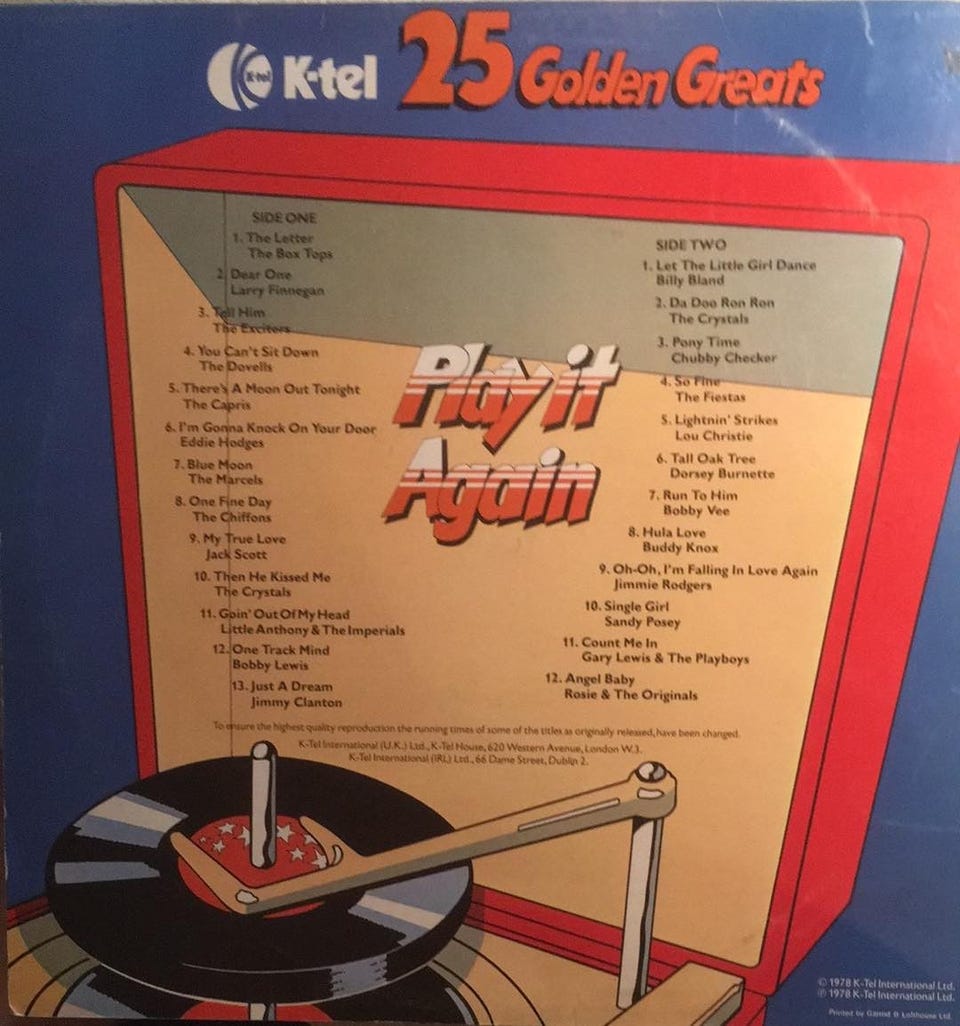 K-tel K-tel 25 Golden Greats
SIDE ONE
1. The Letter
The Box Tops
2. Dear One
Larry Finnegan
3. Tell Him
The Exciters
4. You Can't Sit Down
The Dovells
5. There's A Moon Out Tonight
The Capris
6. I'm Gonna Knock On Your Door
Eddie Hodges
7. Blue Moon
The Marcels
8. One Fine Day
The Chiffons
9. My True Love
Jack Scott
10. Then He Kissed Me
The Crystals
11. Goin' Out Of My Head
Little Anthony & The Imperials
12. One Track Mind
Bobby Lewis
13. Just A Dream
Jimmy Clanton
Play it
Again
SIDE TWO
1. Let The Little Girl Dance
Billy Bland
2. Da Doo Ron Ron
The Crystals
3. Pony Time
Chubby Checker
4. So Fine
The Fiestas
5. Lightnin' Strikes
Lou Christie
6. Tall Oak Tree
Dorsey Burnette
7. Run To Him
Bobby Vee
8. Hula Love
Buddy Knox
9. Oh-Oh, I'm Falling In Love Again
Jimmie Rodgers
10. Single Girl
Sandy Posey
11. Count Me In
Gary Lewis & The Playboys
12. Angel Baby
Rosie & The Originals
To ensure the highest quality reproduction the running times of some of the titles as originally released, have been changed.
K-Tel International (U.K.) Ltd., K-Tel House, 620 Western Avenue, London W.3.
K-Tel International (IRL) Ltd., 66 Dame Street, Dublin 2.
© 1978 K-Tel International Ltd.
℗ 1978 K-Tel International Ltd.
Printed by Garrod & Lofthouse Ltd.